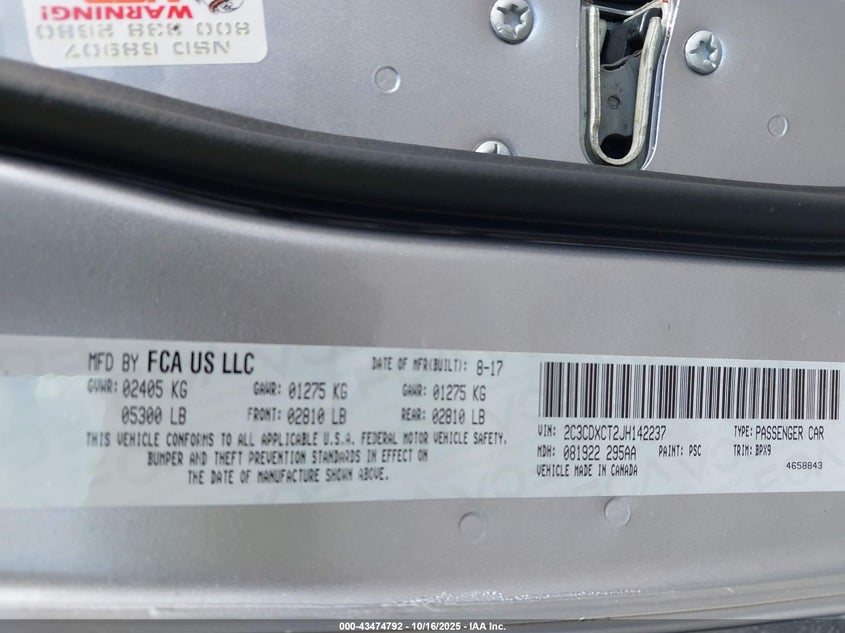 WARNING!
800 838 2680
NSD B8907
MFD BY FCA US LLC
DATE OF MFR(BUILT): 8-17
GVWR: 02405 KG
GAWR: 01275 KG
GAWR: 01275 KG
05300 LB
FRONT: 02810 LB
REAR: 02810 LB
THIS VEHICLE CONFORMS TO ALL APPLICABLE U.S.A. FEDERAL MOTOR VEHICLE SAFETY,
BUMPER AND THEFT PREVENTION STANDARDS IN EFFECT ON
THE DATE OF MANUFACTURE SHOWN ABOVE.
VIN: 2C3CDXCT2JH142237
TYPE: PASSENGER CAR
MDH: 081922 295AA
PAINT: PSC
TRIM: BPX9
VEHICLE MADE IN CANADA
4658843
000-43474792 - 10/16/2025 - IAA Inc.